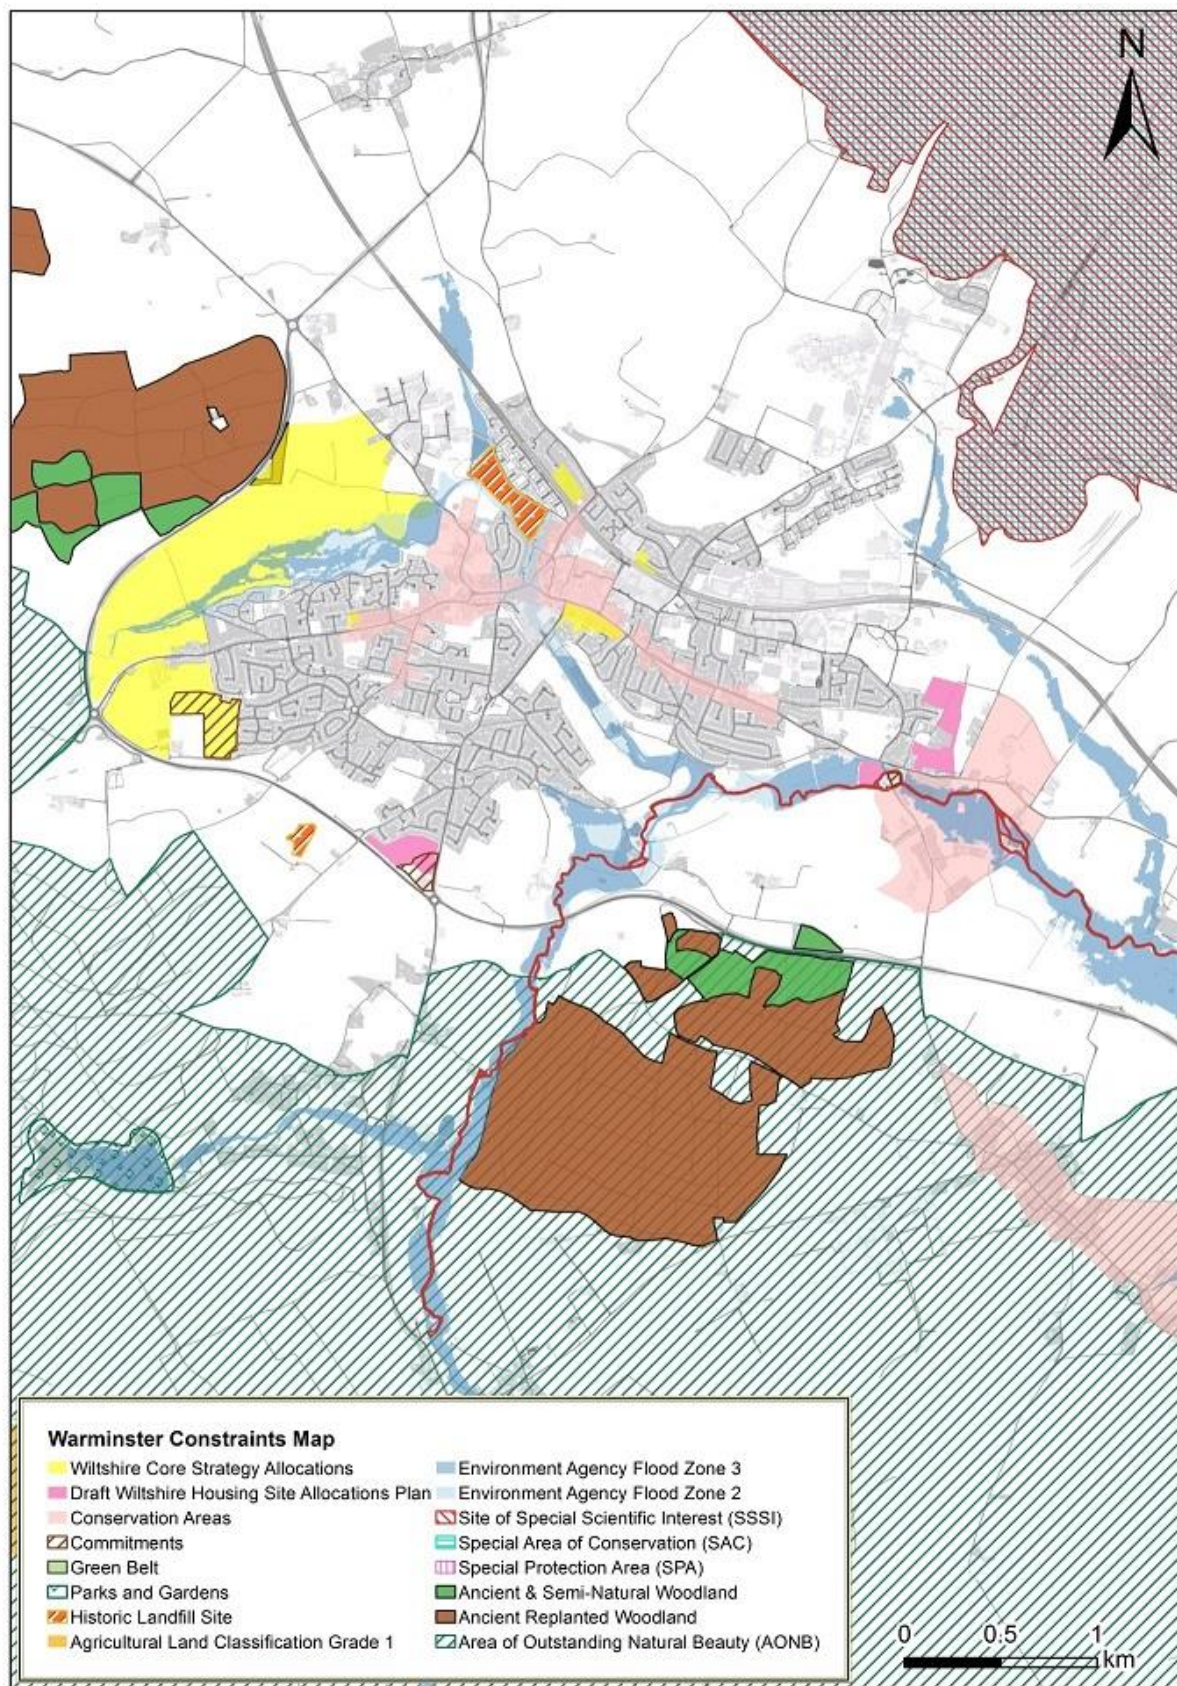 N
Warminster Constraints Map
Wiltshire Core Strategy Allocations
Draft Wiltshire Housing Site Allocations Plan
Conservation Areas
Commitments
Green Belt
Parks and Gardens
Historic Landfill Site
Agricultural Land Classification Grade 1
Environment Agency Flood Zone 3
Environment Agency Flood Zone 2
Site of Special Scientific Interest (SSSI)
Special Area of Conservation (SAC)
Special Protection Area (SPA)
Ancient & Semi-Natural Woodland
Ancient Replanted Woodland
Area of Outstanding Natural Beauty (AONB)
0 0.5 1
km